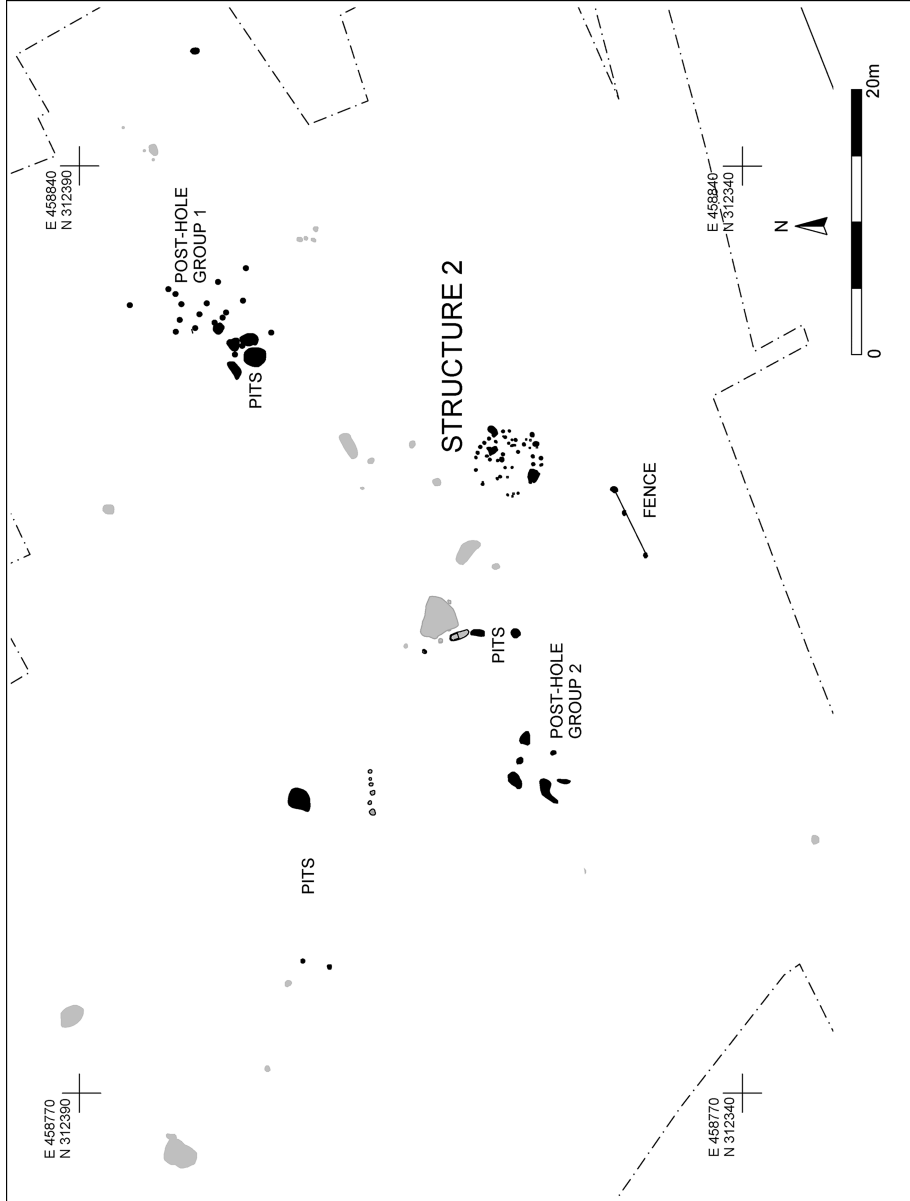 E 458770
N 312390
E 458840
N 312390
POST-HOLE
GROUP 1
PITS
PITS
STRUCTURE 2
PITS
POST-HOLE
GROUP 2
FENCE
E 458770
N 312340
E 458840
N 312340
N
0
20m